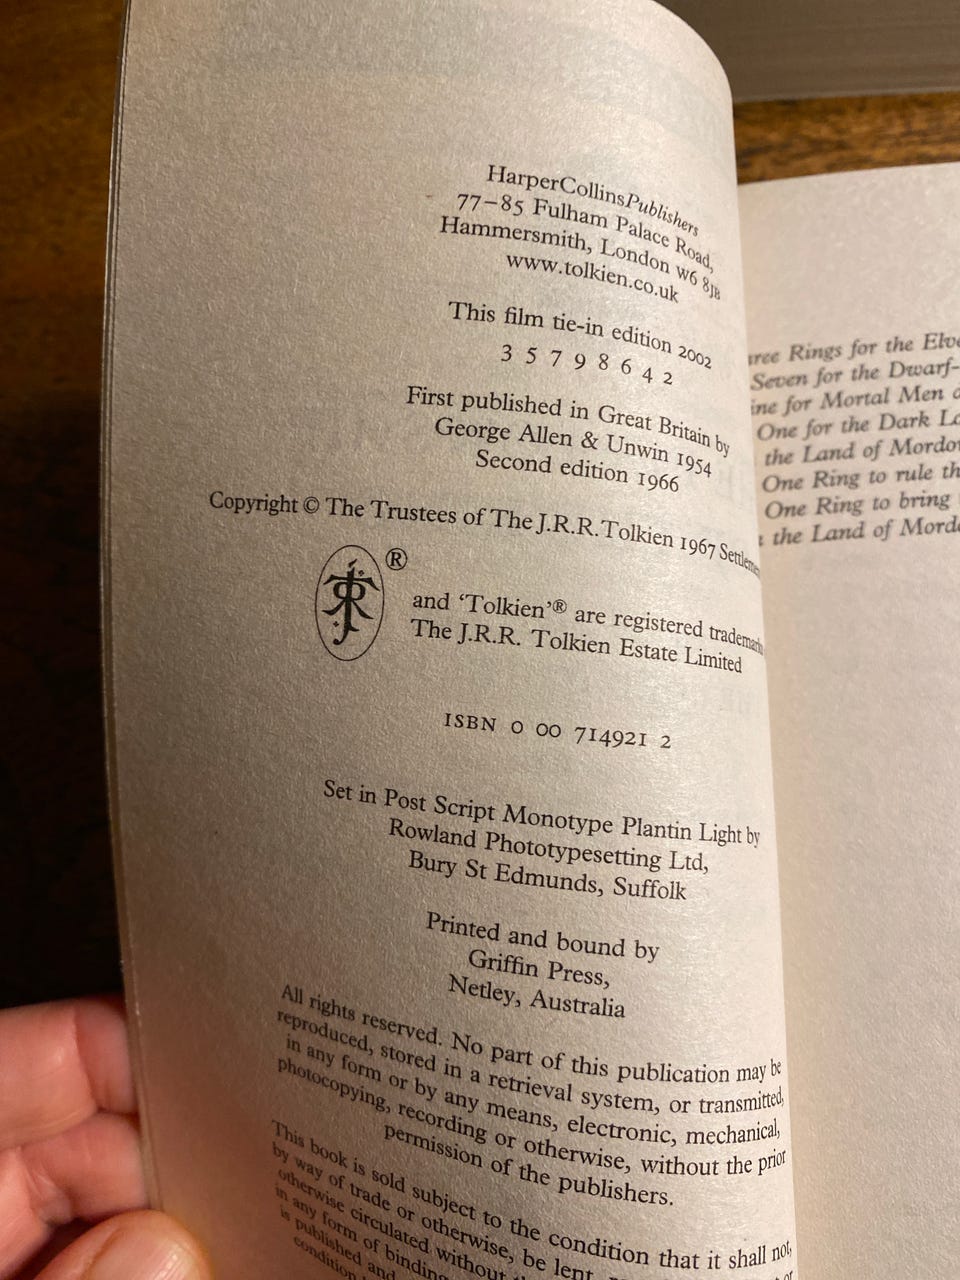 HarperCollinsPublishers
77–85 Fulham Palace Road,
Hammersmith, London W6 8JB
www.tolkien.co.uk
This film tie-in edition 2002
3 5 7 9 8 6 4 2
First published in Great Britain by
George Allen & Unwin 1954
Second edition 1966
Copyright © The Trustees of The J.R.R. Tolkien 1967 Settlemen
®
and ‘Tolkien’® are registered trademarks
The J.R.R. Tolkien Estate Limited
ISBN 0 00 714921 2
Set in Post Script Monotype Plantin Light by
Rowland Phototypesetting Ltd,
Bury St Edmunds, Suffolk
Printed and bound by
Griffin Press,
Netley, Australia
All rights reserved. No part of this publication may be
reproduced, stored in a retrieval system, or transmitted,
in any form or by any means, electronic, mechanical,
photocopying, recording or otherwise, without the prior
permission of the publishers.
This book is sold subject to the condition that it shall not,
by way of trade or otherwise, be lent,
otherwise circulated without
in any form of binding
is published and
condition
Rings for the
Seven for the Dwarf-
for Mortal Men
One for the Dark
the Land of
One Ring to rule
One Ring to bring
the Land of